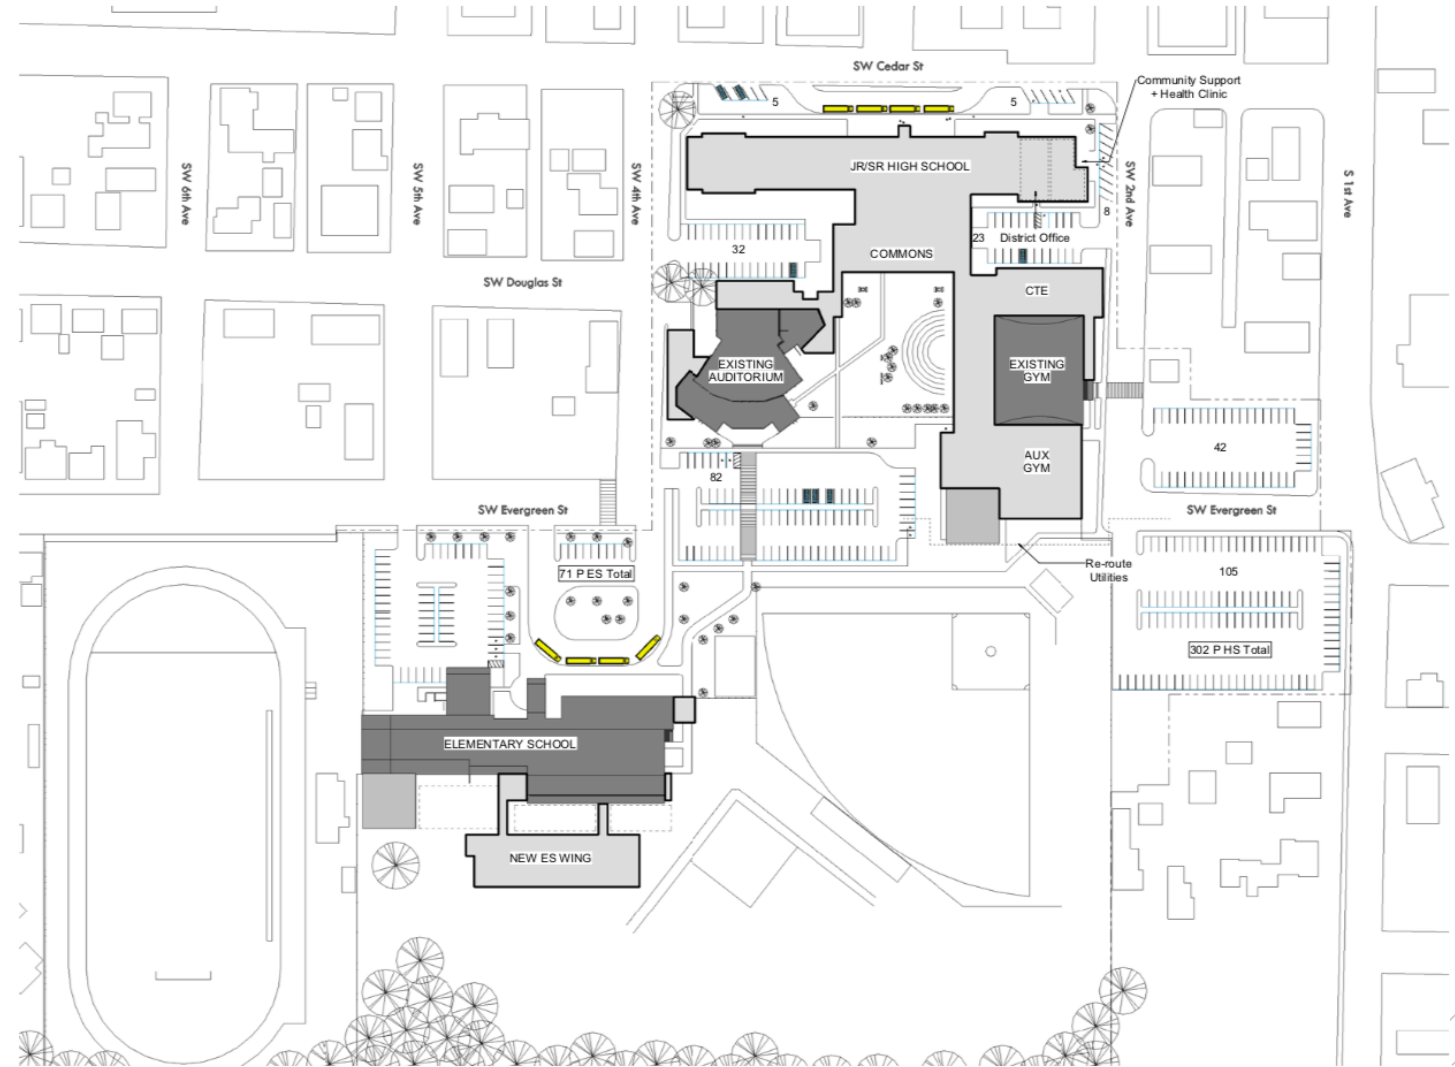 SW Cedar St
Community Support
+ Health Clinic
5
5
JR/SR HIGH SCHOOL
SW 6th Ave
SW 5th Ave
SW 4th Ave
SW 2nd Ave
S 1st Ave
8
32
23
District Office
COMMONS
SW Douglas St
CTE
EXISTING
AUDITORIUM
EXISTING
GYM
42
AUX
GYM
82
SW Evergreen St
SW Evergreen St
71 P ES Total
Re-route
Utilities
105
302 P HS Total
ELEMENTARY SCHOOL
NEW ES WING